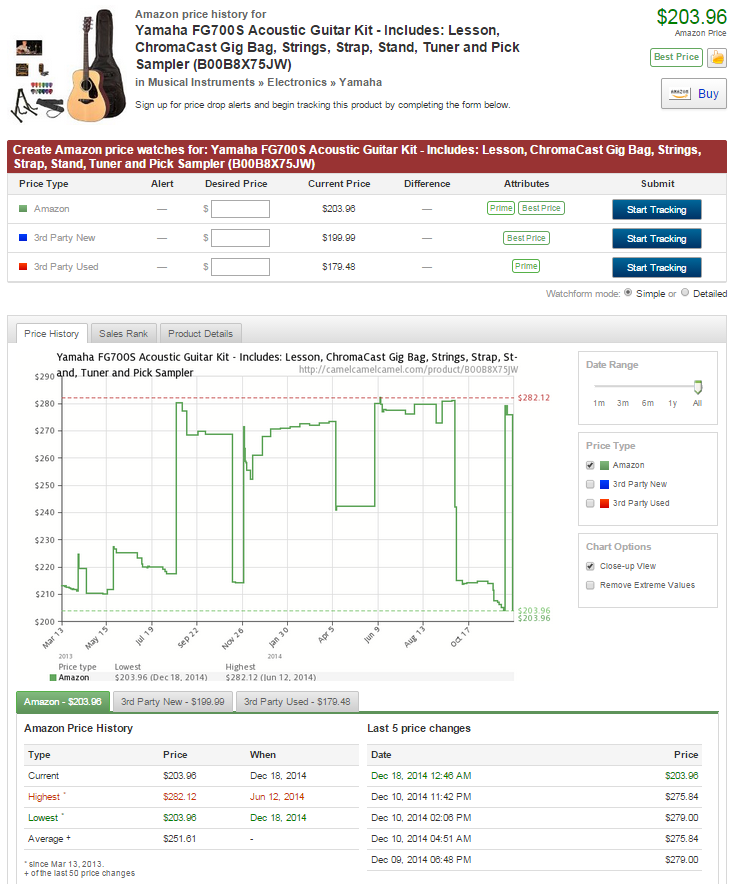 Amazon price history for
Yamaha FG700S Acoustic Guitar Kit - Includes: Lesson,
ChromaCast Gig Bag, Strings, Strap, Stand, Tuner and Pick
Sampler (B00B8X75JW)
in Musical Instruments » Electronics » Yamaha
Sign up for price drop alerts and begin tracking this product by completing the form below.
$203.96
Amazon Price
Best Price
amazon Buy
Create Amazon price watches for: Yamaha FG700S Acoustic Guitar Kit - Includes: Lesson, ChromaCast Gig Bag, Strings,
Strap, Stand, Tuner and Pick Sampler (B00B8X75JW)
Price Type Alert Desired Price Current Price Difference Attributes Submit
Amazon — $ $203.96 — Prime Best Price Start Tracking
3rd Party New — $ $199.99 — Best Price Start Tracking
3rd Party Used — $ $179.48 — Prime Start Tracking
Watchform mode: Simple or Detailed
Price History Sales Rank Product Details
Yamaha FG700S Acoustic Guitar Kit - Includes: Lesson, ChromaCast Gig Bag, Strings, Strap, St-
and, Tuner and Pick Sampler
http://camelcamelcamel.com/product/B00B8X75JW
$290
$280
$270
$260
$250
$240
$230
$220
$210
$200
$282.12
$203.96
$203.96
Mar 13 May 15 Jul 19 Sep 22 Nov 26 Jan 30 Apr 5 Jun 9 Aug 13 Oct 17
2013 2014
Price type Lowest Highest
Amazon $203.96 (Dec 18, 2014) $282.12 (Jun 12, 2014)
Date Range
1m 3m 6m 1y All
Price Type
Amazon
3rd Party New
3rd Party Used
Chart Options
Close-up View
Remove Extreme Values
Amazon - $203.96 3rd Party New - $199.99 3rd Party Used - $179.48
Amazon Price History
Type Price When
Current $203.96 Dec 18, 2014
Highest * $282.12 Jun 12, 2014
Lowest * $203.96 Dec 18, 2014
Average + $251.61 -
* since Mar 13, 2013.
+ of the last 50 price changes
Last 5 price changes
Date Price
Dec 18, 2014 12:46 AM $203.96
Dec 10, 2014 11:42 PM $275.84
Dec 10, 2014 02:06 PM $279.00
Dec 10, 2014 04:51 AM $275.84
Dec 09, 2014 06:48 PM $279.00